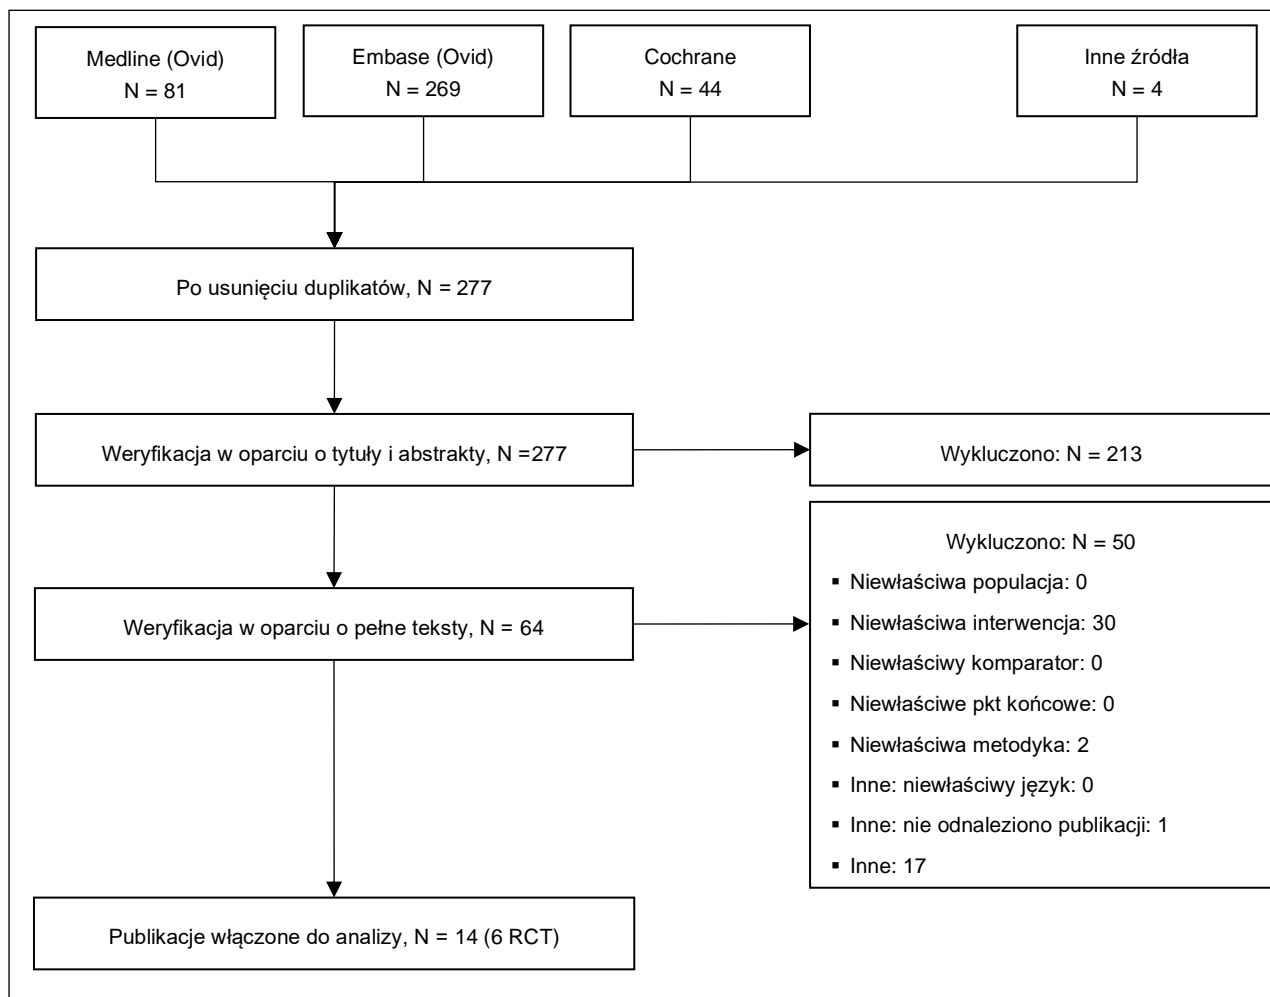 Medline (Ovid)
N = 81
Embase (Ovid)
N = 269
Cochrane
N = 44
Inne źródła
N = 4
Po usunięciu duplikatów, N = 277
Weryfikacja w oparciu o tytuły i abstrakty, N =277
Wykluczono: N = 213
Weryfikacja w oparciu o pełne teksty, N = 64
Wykluczono: N = 50
▪ Niewłaściwa populacja: 0
▪ Niewłaściwa interwencja: 30
▪ Niewłaściwy komparator: 0
▪ Niewłaściwe pkt końcowe: 0
▪ Niewłaściwa metodyka: 2
▪ Inne: niewłaściwy język: 0
▪ Inne: nie odnaleziono publikacji: 1
▪ Inne: 17
Publikacje włączone do analizy, N = 14 (6 RCT)